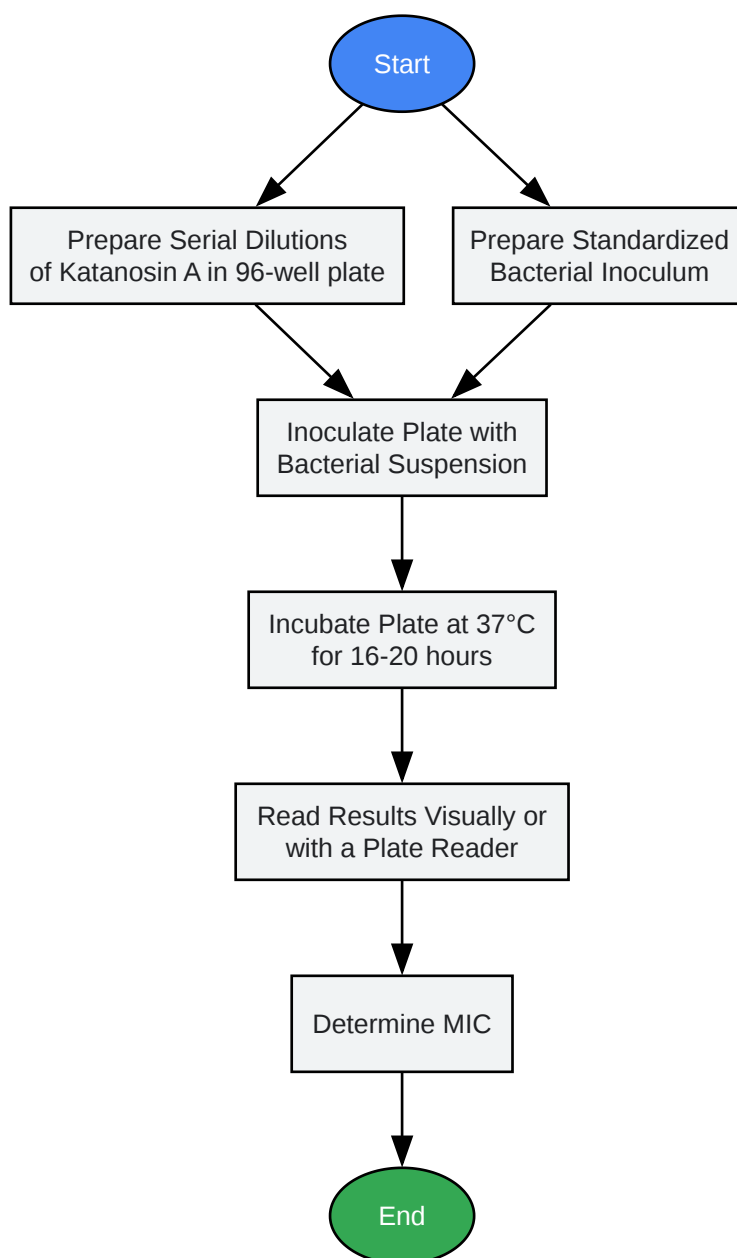 Start
Prepare Serial Dilutions
of Katanosin A in 96-well plate
Prepare Standardized
Bacterial Inoculum
Inoculate Plate with
Bacterial Suspension
Incubate Plate at 37°C
for 16-20 hours
Read Results Visually or
with a Plate Reader
Determine MIC
End